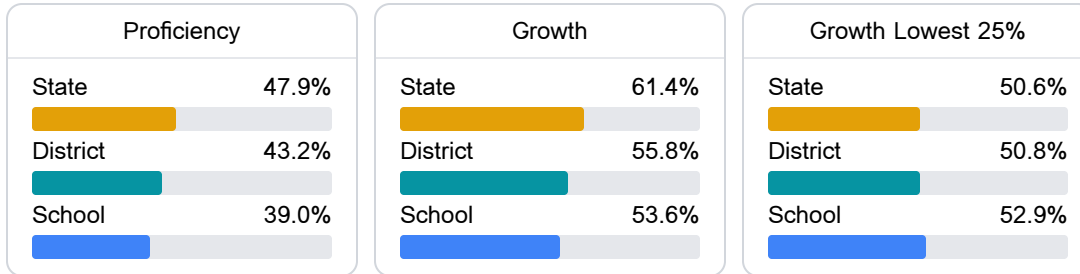 Proficiency
State 47.9%
District 43.2%
School 39.0%
Growth
State 61.4%
District 55.8%
School 53.6%
Growth Lowest 25%
State 50.6%
District 50.8%
School 52.9%